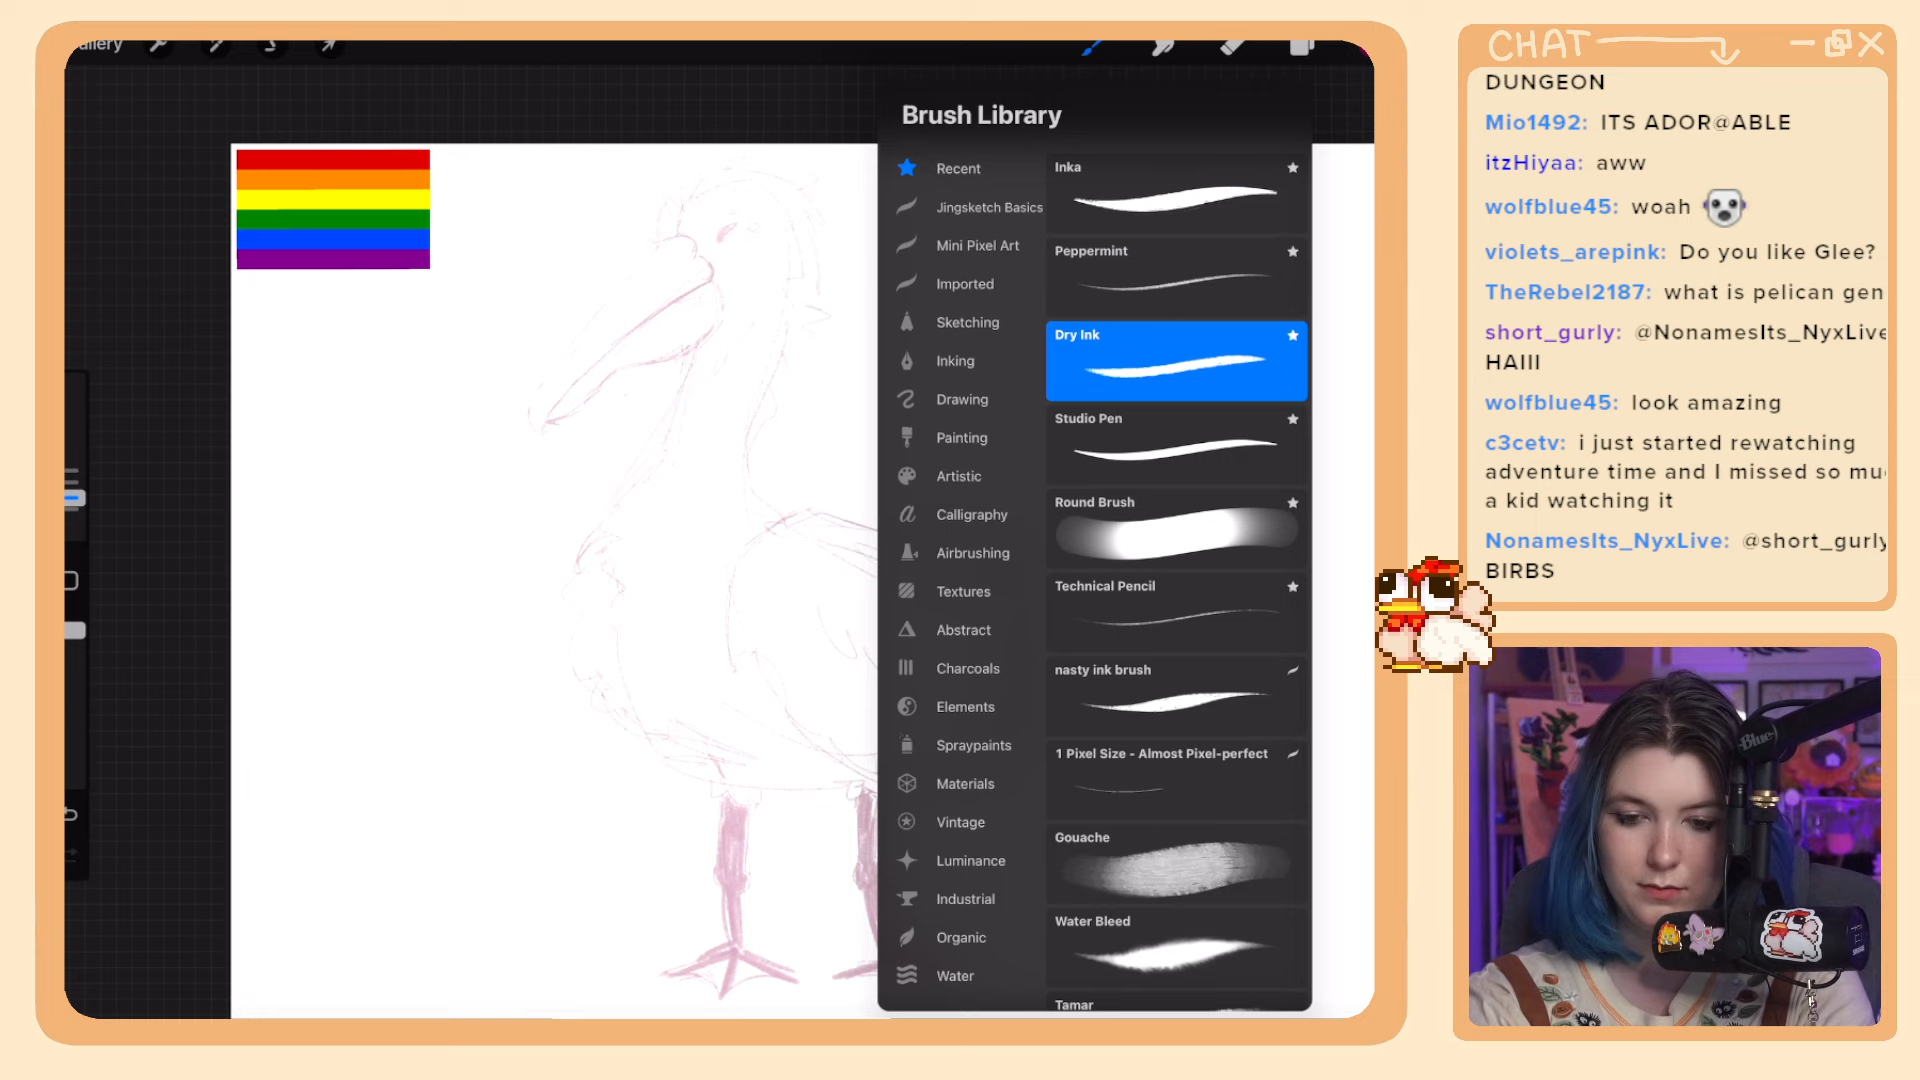 allery
Brush Library
Recent
Jingsketch Basics
Mini Pixel Art
Imported
Sketching
Inking
Drawing
Painting
Artistic
Calligraphy
Airbrushing
Textures
Abstract
Charcoals
Elements
Spraypaints
Materials
Vintage
Luminance
Industrial
Organic
Water
Inka
Peppermint
Dry Ink
Studio Pen
Round Brush
Technical Pencil
nasty ink brush
1 Pixel Size - Almost Pixel-perfect
Gouache
Water Bleed
Tamar
CHAT
DUNGEON
Mio1492: ITS ADOR@ABLE
itzHiyaa: aww
wolfblue45: woah
violets_arepink: Do you like Glee?
TheRebel2187: what is pelican gen
short_gurly: @NonamesIts_NyxLive
HAIII
wolfblue45: look amazing
c3cetv: i just started rewatching
adventure time and I missed so mu
a kid watching it
NonamesIts_NyxLive: @short_gurly
BIRBS
Blue